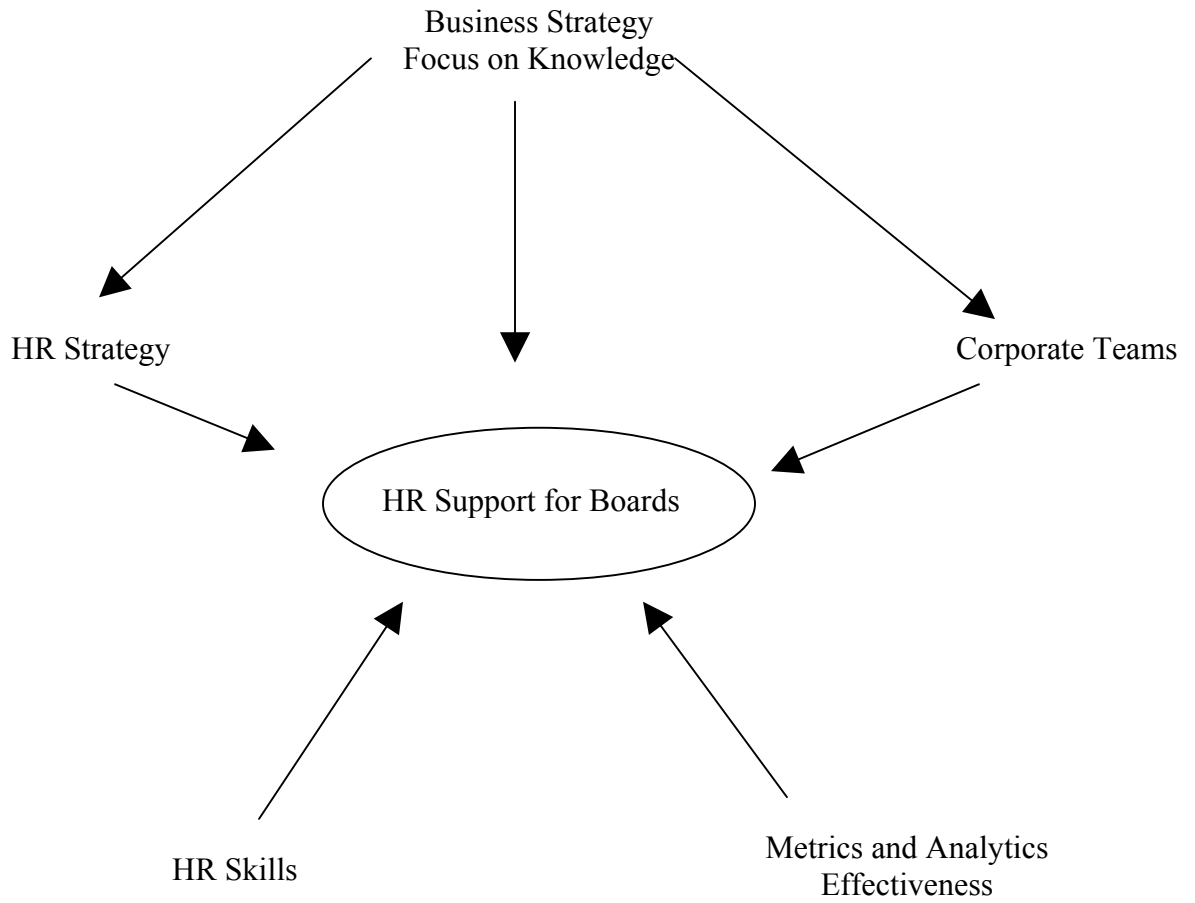 Business Strategy
Focus on Knowledge
HR Strategy
Corporate Teams
HR Support for Boards
HR Skills
Metrics and Analytics
Effectiveness